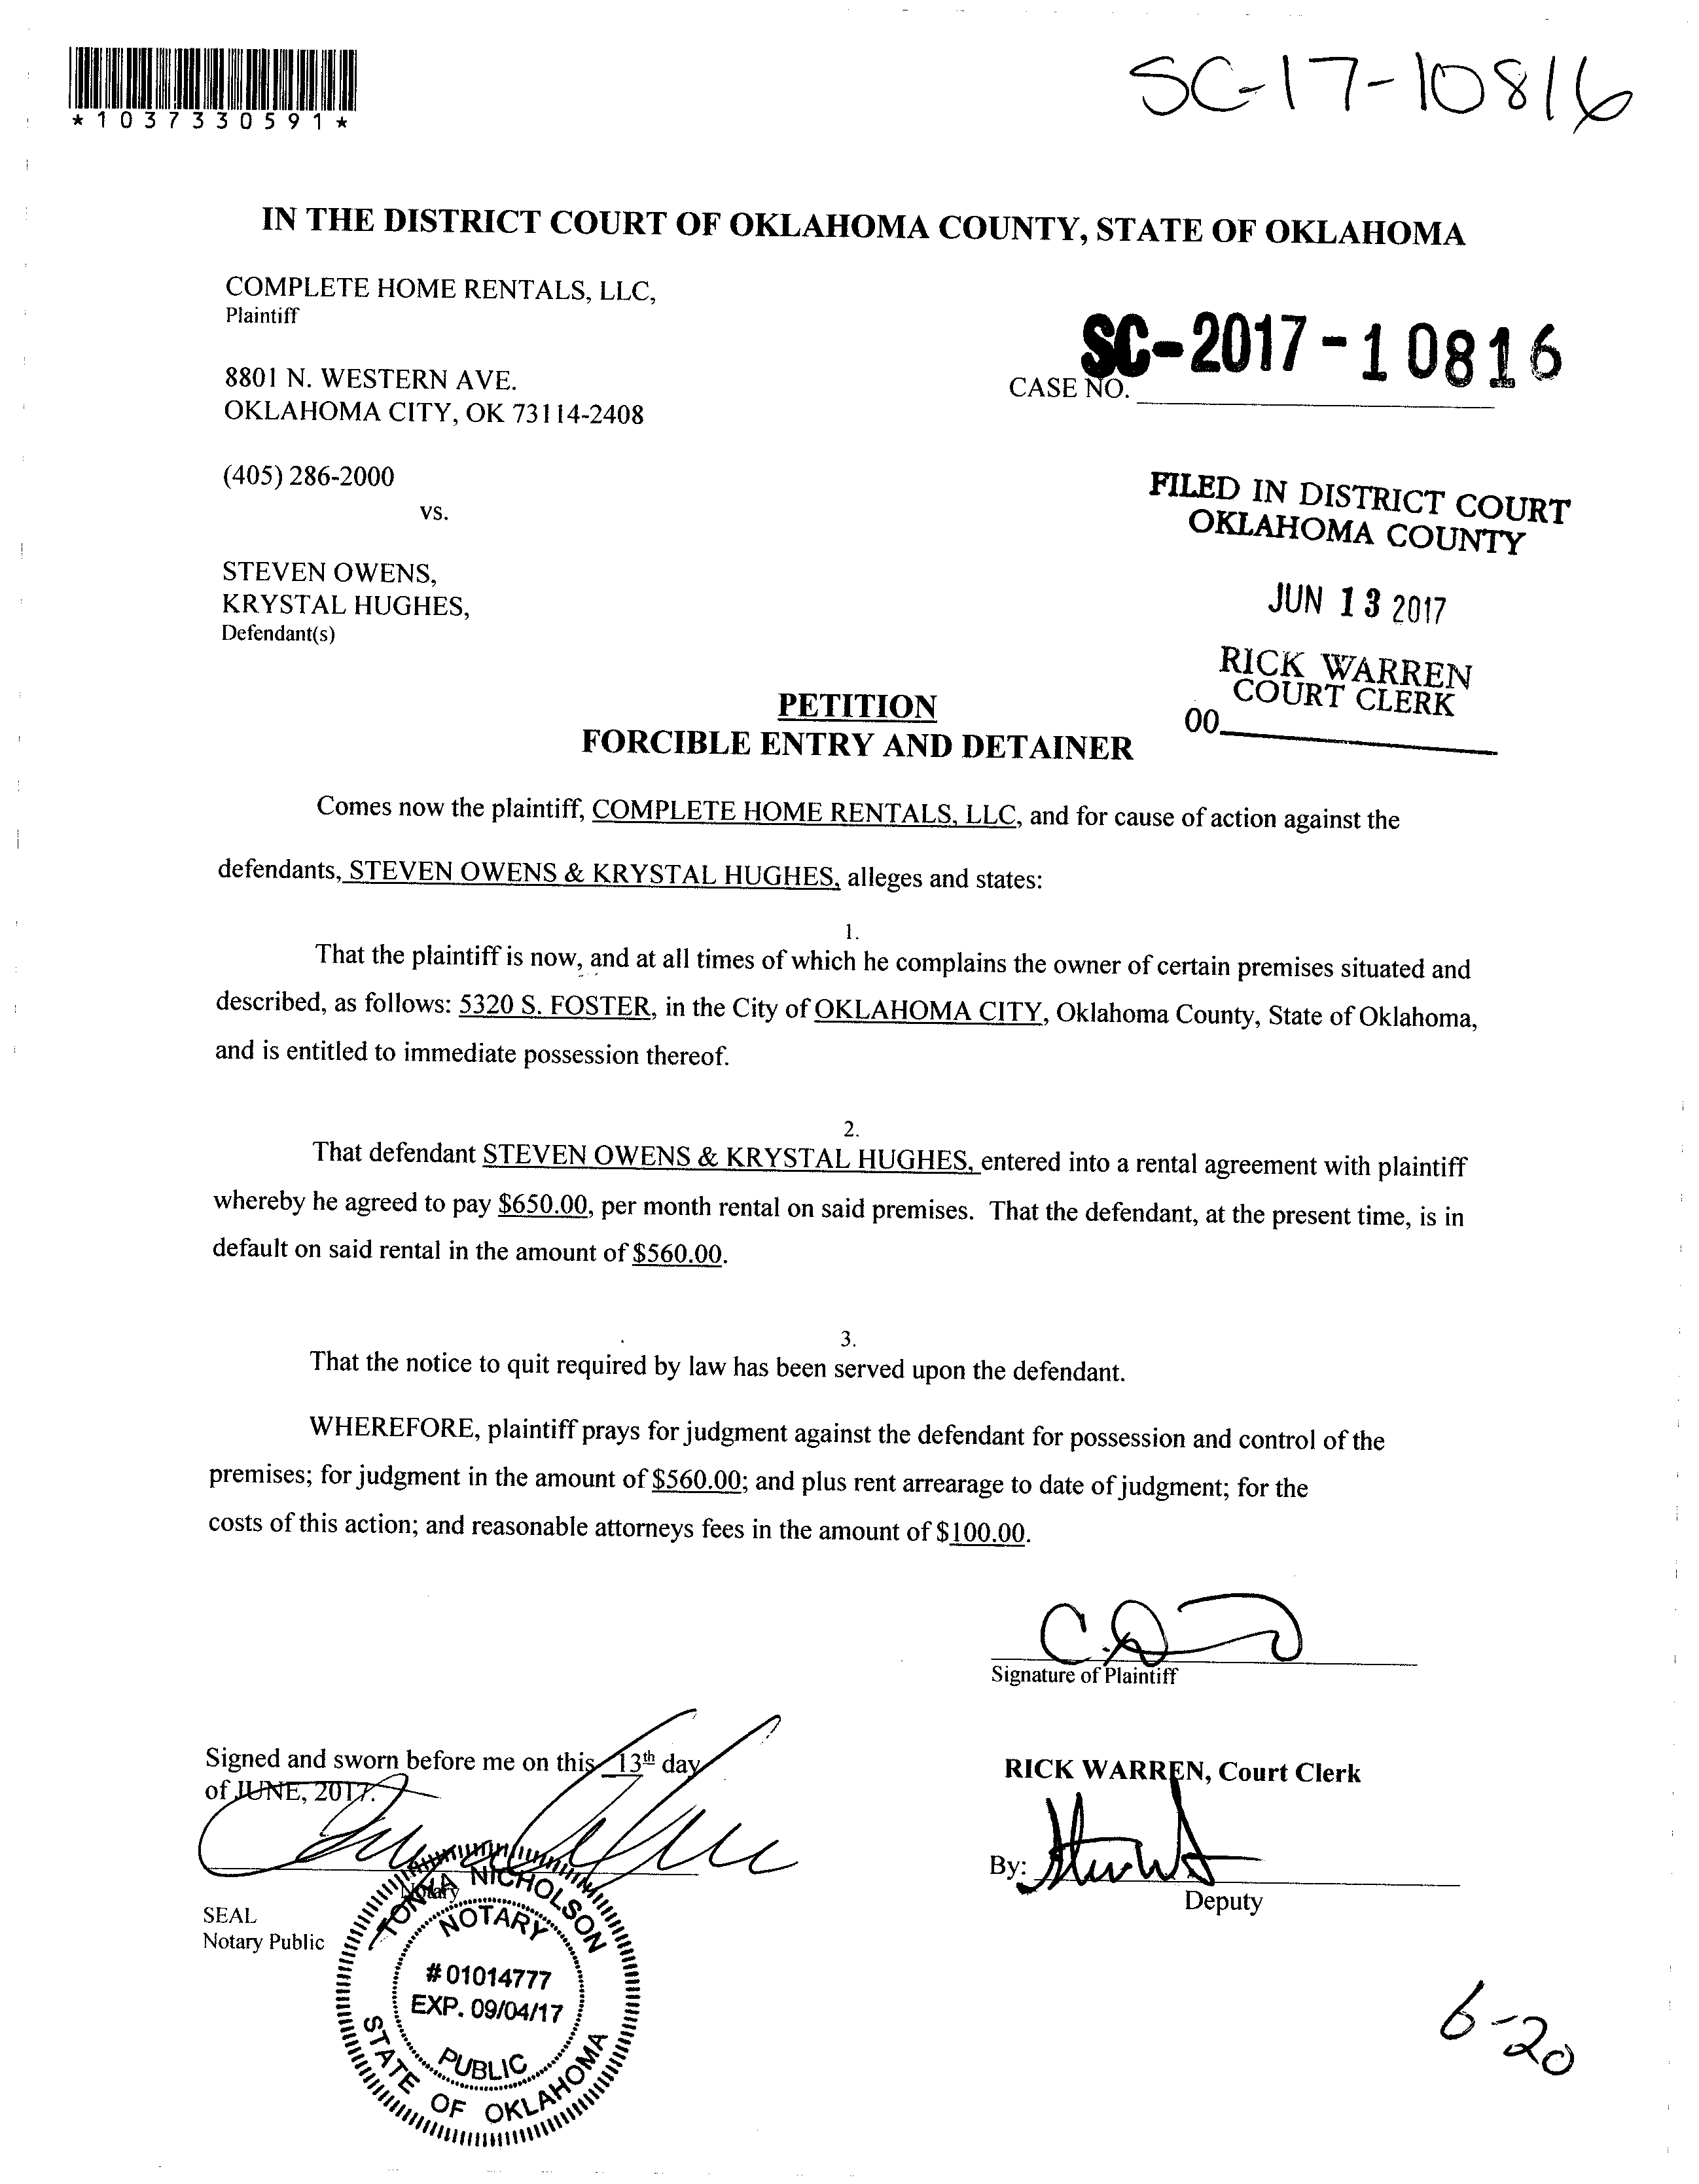 *1037330591*
SC-17-10816
IN THE DISTRICT COURT OF OKLAHOMA COUNTY, STATE OF OKLAHOMA
COMPLETE HOME RENTALS, LLC,
Plaintiff
8801 N. WESTERN AVE.
OKLAHOMA CITY, OK 73114-2408
SC-2017-10816
CASE NO.
(405) 286-2000
vs.
STEVEN OWENS,
KRYSTAL HUGHES,
Defendant(s)
FILED IN DISTRICT COURT
OKLAHOMA COUNTY
JUN 13 2017
RICK WARREN
COURT CLERK
00
PETITION
FORCIBLE ENTRY AND DETAINER
Comes now the plaintiff, COMPLETE HOME RENTALS, LLC, and for cause of action against the
defendants, STEVEN OWENS & KRYSTAL HUGHES, alleges and states:
1.
That the plaintiff is now, and at all times of which he complains the owner of certain premises situated and
described, as follows: 5320 S. FOSTER, in the City of OKLAHOMA CITY, Oklahoma County, State of Oklahoma,
and is entitled to immediate possession thereof.
2.
That defendant STEVEN OWENS & KRYSTAL HUGHES, entered into a rental agreement with plaintiff
whereby he agreed to pay $650.00, per month rental on said premises. That the defendant, at the present time, is in
default on said rental in the amount of $560.00.
3.
That the notice to quit required by law has been served upon the defendant.
WHEREFORE, plaintiff prays for judgment against the defendant for possession and control of the
premises; for judgment in the amount of $560.00; and plus rent arrearage to date of judgment; for the
costs of this action; and reasonable attorneys fees in the amount of $100.00.
Signature of Plaintiff
Signed and sworn before me on this 13th day
of JUNE, 2017.
Notary
SEAL
Notary Public
TONYA NICHOLSON
NOTARY
#01014777
EXP. 09/04/17
PUBLIC
STATE OF OKLAHOMA
RICK WARREN, Court Clerk
By:
Deputy
6-20